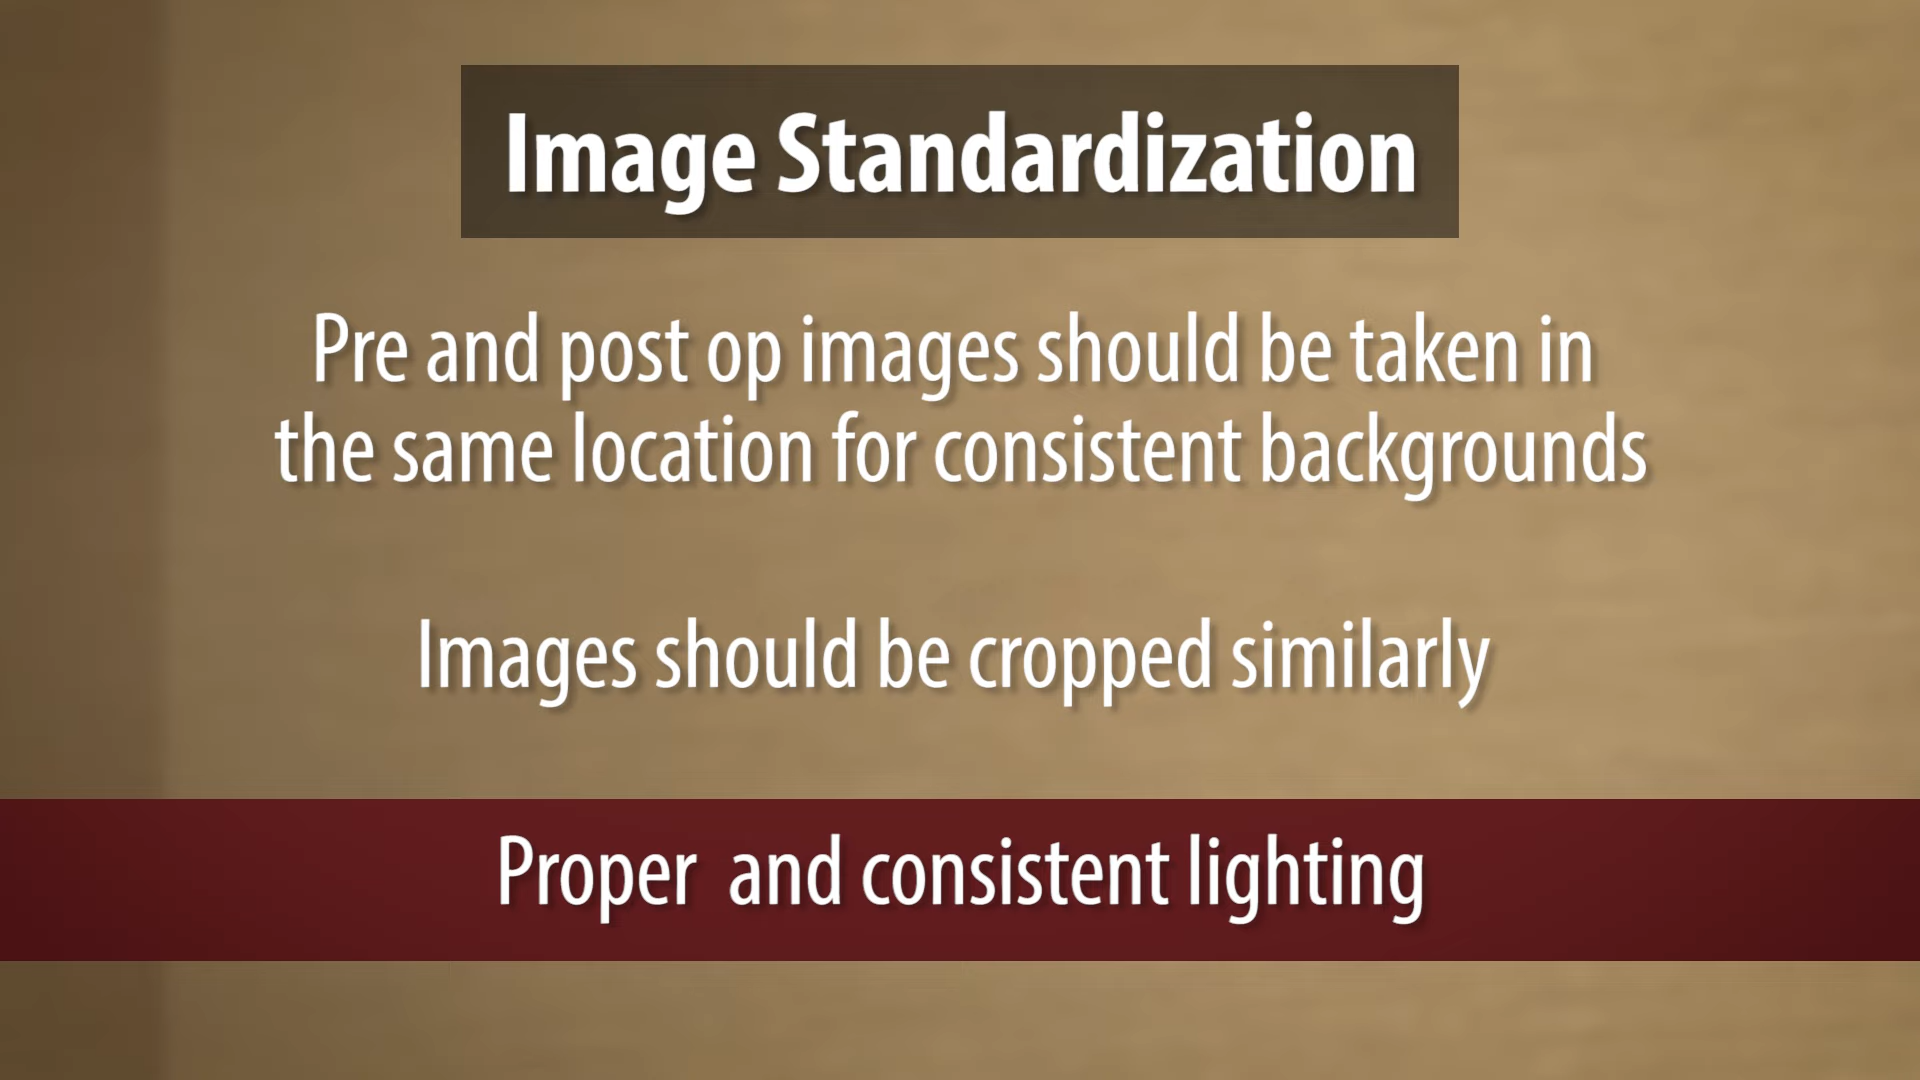 Image Standardization
Pre and post op images should be taken in
the same location for consistent backgrounds
Images should be cropped similarly
Proper  and consistent lighting